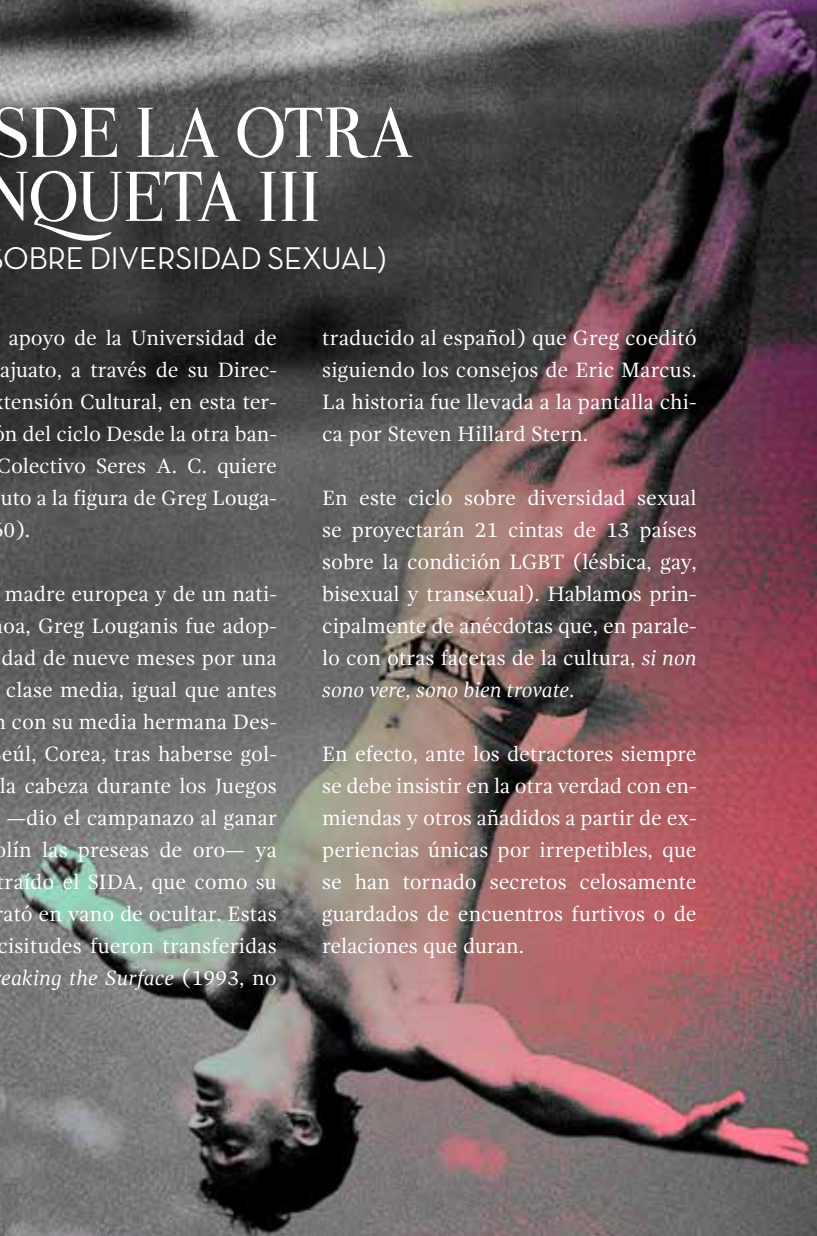 SDE LA OTRA
NQUETA III
SOBRE DIVERSIDAD SEXUAL)
apoyo de la Universidad de
ajuato, a través de su Direc-
xtensión Cultural, en esta ter-
ón del ciclo Desde la otra ban-
Colectivo Seres A. C. quiere
uto a la figura de Greg Louga-
60).
madre europea y de un nati-
noa, Greg Louganis fue adop-
dad de nueve meses por una
clase media, igual que antes
n con su media hermana Des-
eúl, Corea, tras haberse gol-
la cabeza durante los Juegos
—dio el campanazo al ganar
olín las preseas de oro— ya
traído el SIDA, que como su
rató en vano de ocultar. Estas
cisitudes fueron transferidas
reaking the Surface (1993, no
traducido al español) que Greg coeditó
siguiendo los consejos de Eric Marcus.
La historia fue llevada a la pantalla chi-
ca por Steven Hillard Stern.
En este ciclo sobre diversidad sexual
se proyectarán 21 cintas de 13 países
sobre la condición LGBT (lésbica, gay,
bisexual y transexual). Hablamos prin-
cipalmente de anécdotas que, en parale-
lo con otras facetas de la cultura, si non
sono vere, sono bien trovate.
En efecto, ante los detractores siempre
se debe insistir en la otra verdad con en-
miendas y otros añadidos a partir de ex-
periencias únicas por irrepetibles, que
se han tornado secretos celosamente
guardados de encuentros furtivos o de
relaciones que duran.